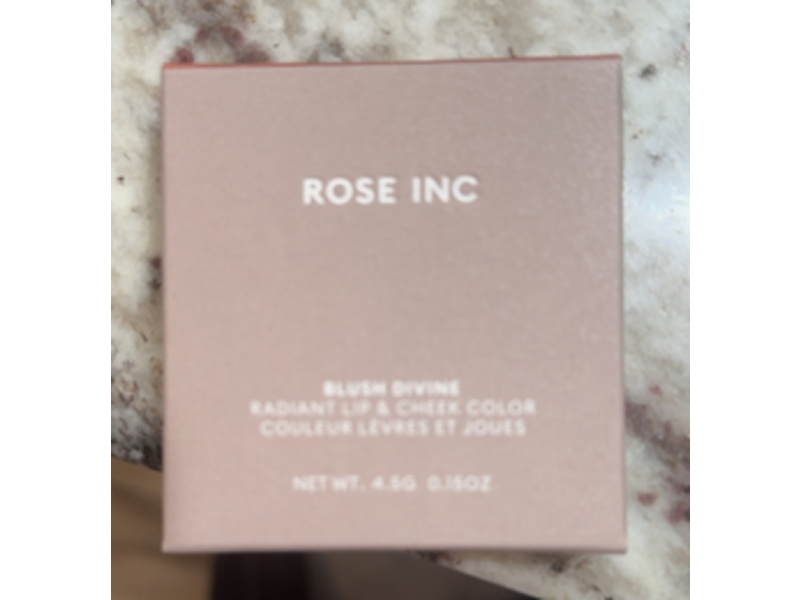 ROSE INC
BLUSH DIVINE
RADIANT LIP & CHEEK COLOR
COULEUR LÈVRES ET JOUES
NET WT. 4.5G 0.15OZ